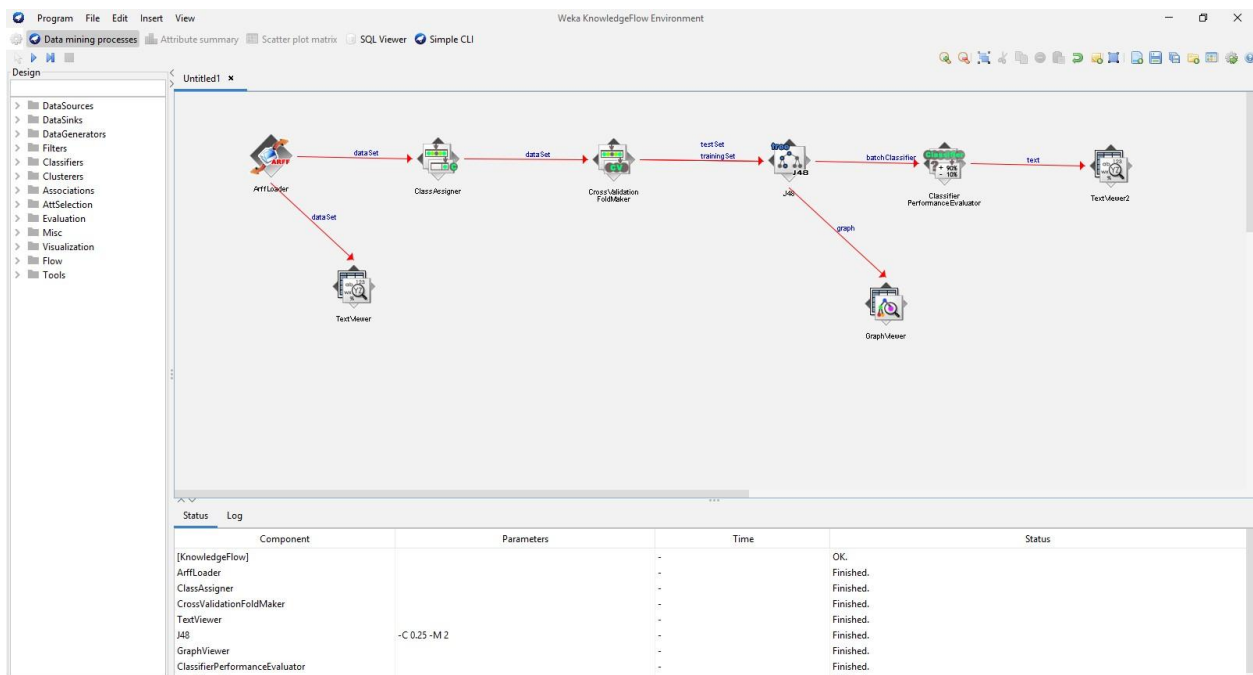 Program File Edit Insert View
Weka KnowledgeFlow Environment
Data mining processes Attribute summary Scatter plot matrix SQL Viewer Simple CLI
Design
Untitled1
DataSources
DataSinks
DataGenerators
Filters
Classifiers
Clusterers
Associations
AttSelection
Evaluation
Misc
Visualization
Flow
Tools
ARFF
ArffLoader
dataSet
ClassAssigner
dataSet
CrossValidation
FoldMaker
testSet
trainingSet
tree
J48
J48
batchClassifier
Classifier
PerformanceEvaluator
text
TextViewer2
dataSet
TextViewer
graph
GraphViewer
Status Log
Component Parameters Time Status
[KnowledgeFlow] - OK.
ArffLoader - Finished.
ClassAssigner - Finished.
CrossValidationFoldMaker - Finished.
TextViewer - Finished.
J48 -C 0.25 -M 2 - Finished.
GraphViewer - Finished.
ClassifierPerformanceEvaluator - Finished.